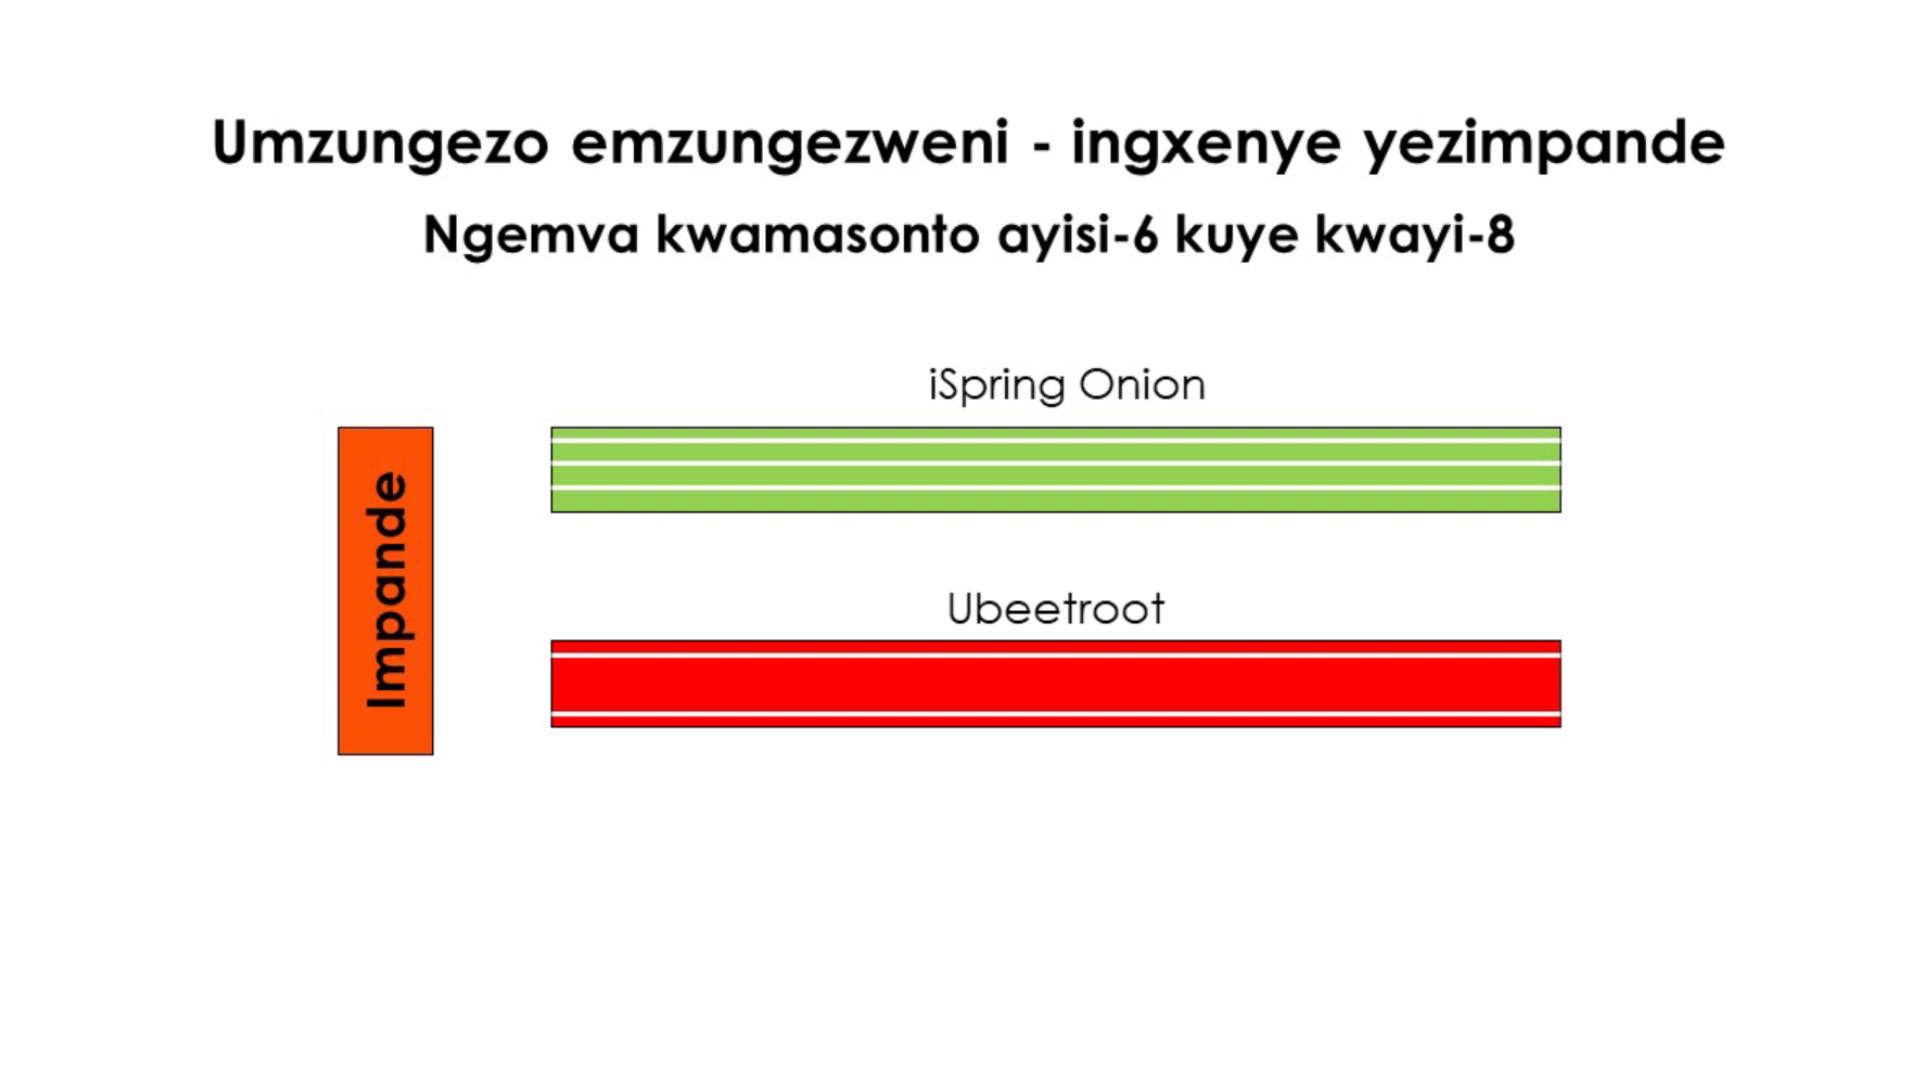 Umzungezo emzungezweni - ingxenye yezimpande
Ngemva kwamasonto ayisi-6 kuye kwayi-8
iSpring Onion
Impande
Ubeetroot